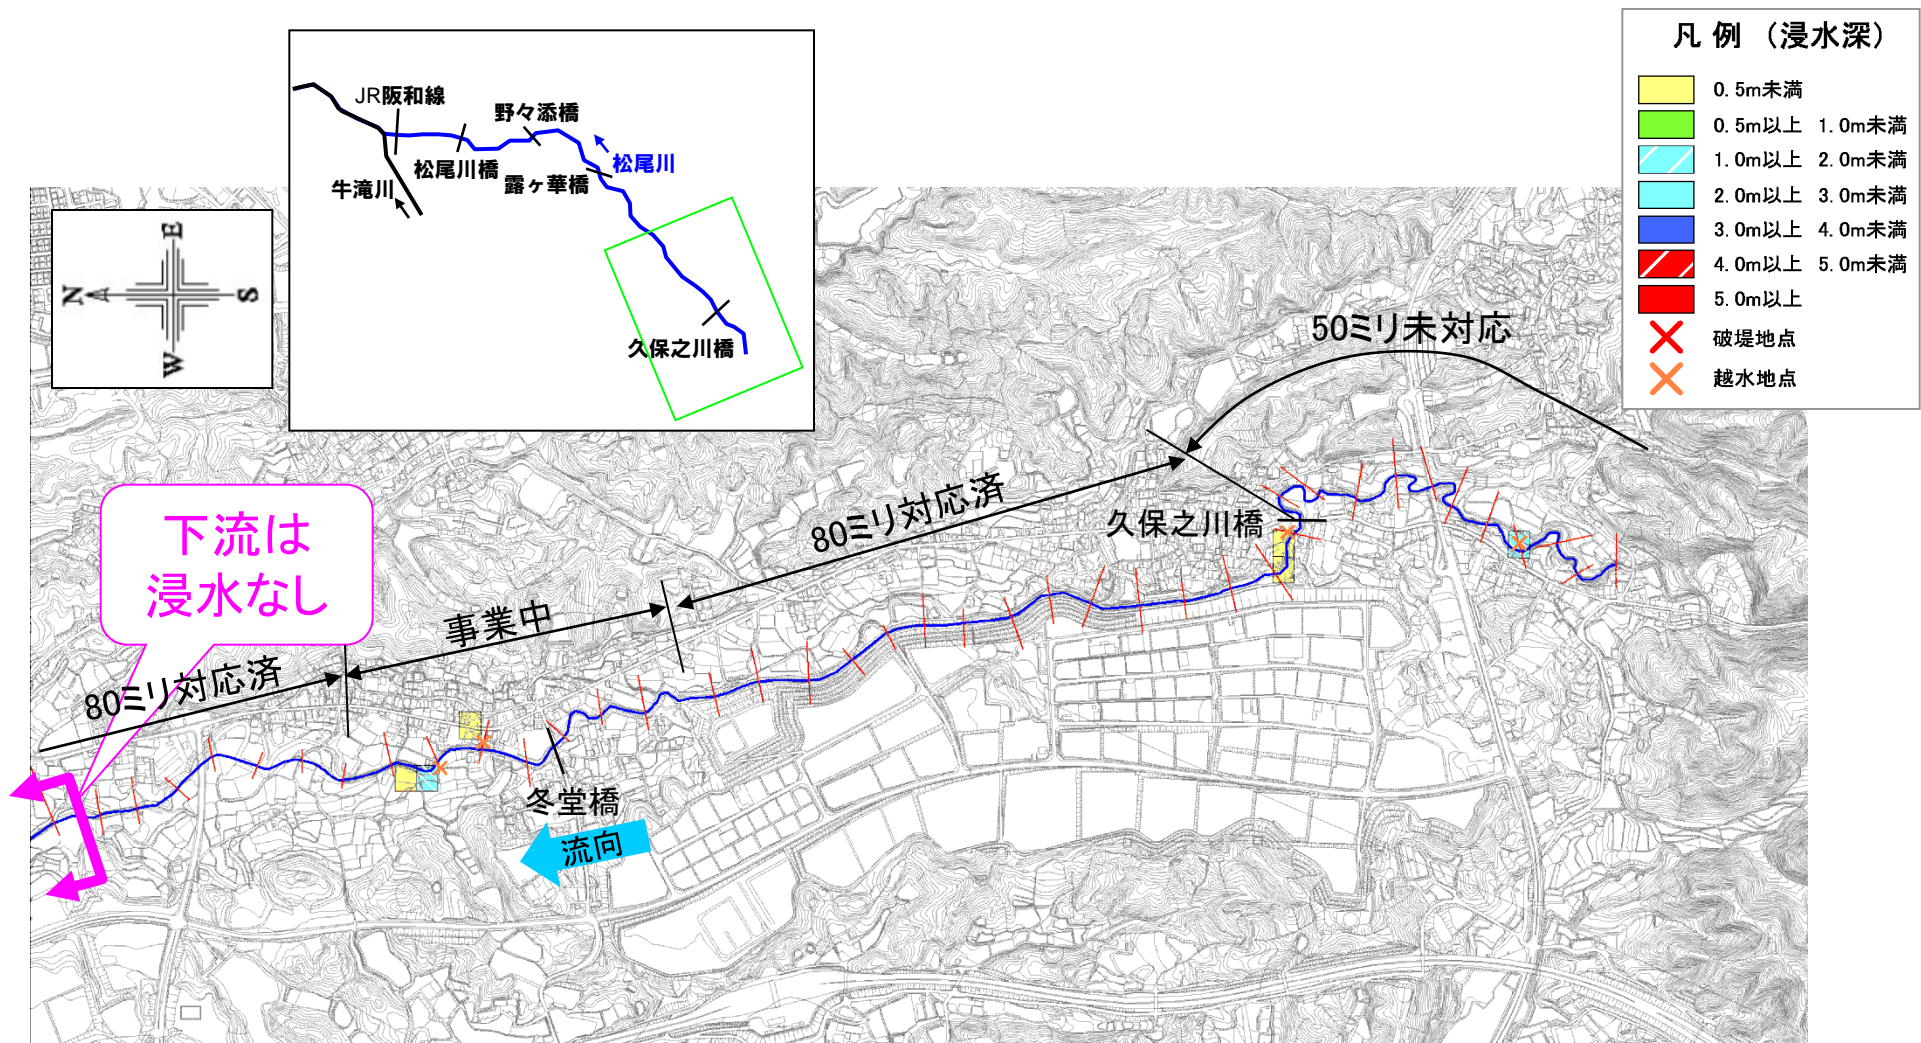 凡 例 （浸水深）
0. 5m未満
0. 5m以上 1. 0m未満
1. 0m以上 2. 0m未満
2. 0m以上 3. 0m未満
3. 0m以上 4. 0m未満
4. 0m以上 5. 0m未満
5. 0m以上
破堤地点
越水地点
JR阪和線
野々添橋
松尾川橋
松尾川
露ヶ華橋
牛滝川
久保之川橋
N
E
S
W
50ミリ未対応
80ミリ対応済
久保之川橋
下流は
浸水なし
事業中
80ミリ対応済
冬堂橋
流向